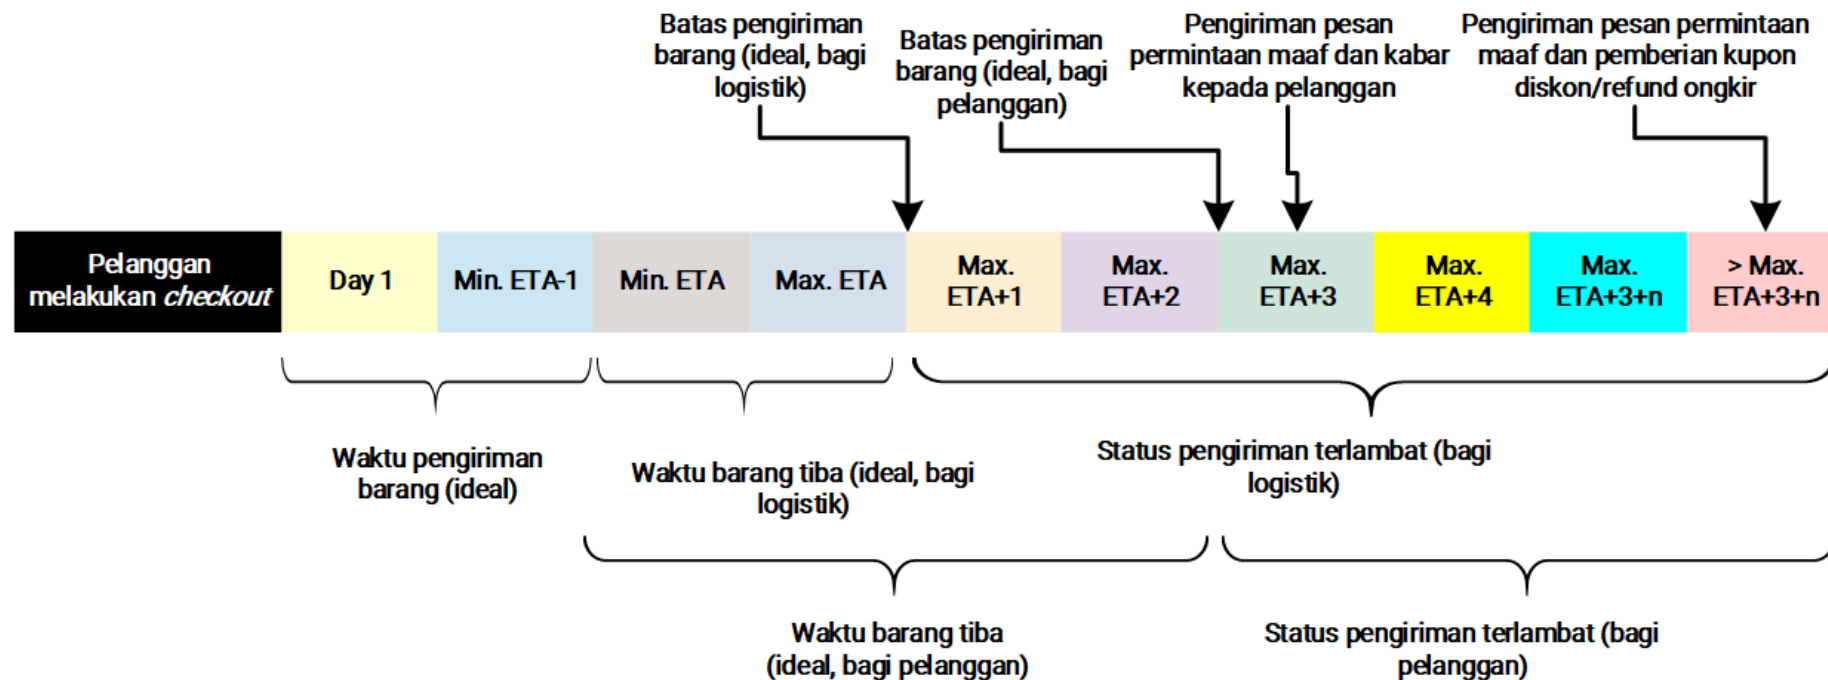 Batas pengiriman
barang (ideal, bagi
logistik)
Batas pengiriman
barang (ideal, bagi
pelanggan)
Pengiriman pesan
permintaan maaf dan kabar
kepada pelanggan
Pengiriman pesan permintaan
maaf dan pemberian kupon
diskon/refund ongkir
Pelanggan
melakukan checkout
Day 1
Min. ETA-1
Min. ETA
Max. ETA
Max.
ETA+1
Max.
ETA+2
Max.
ETA+3
Max.
ETA+4
Max.
ETA+3+n
> Max.
ETA+3+n
Waktu pengiriman
barang (ideal)
Waktu barang tiba (ideal, bagi
logistik)
Status pengiriman terlambat (bagi
logistik)
Waktu barang tiba
(ideal, bagi pelanggan)
Status pengiriman terlambat (bagi
pelanggan)